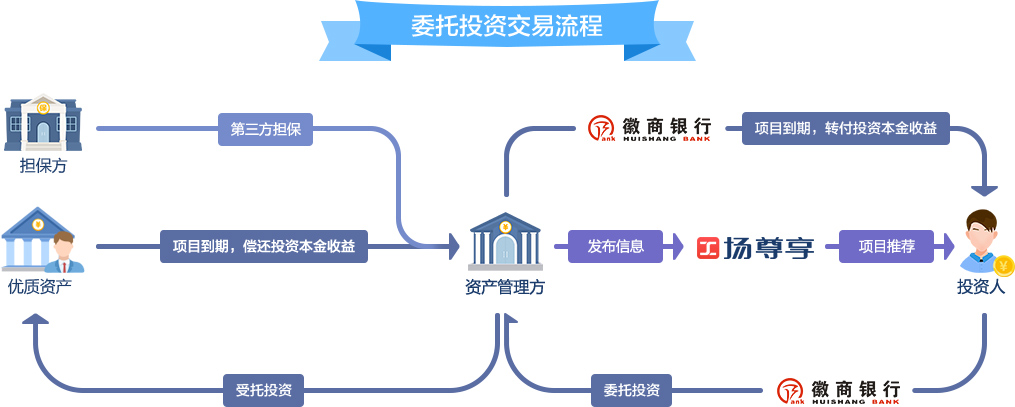 委托投资交易流程
第三方担保
徽商银行
HUISHANG BANK
ank
项目到期，转付投资本金收益
担保方
项目到期，偿还投资本金收益
发布信息
扬尊享
项目推荐
优质资产
资产管理方
投资人
¥
受托投资
委托投资
徽商银行
HUISHANG BANK
ank